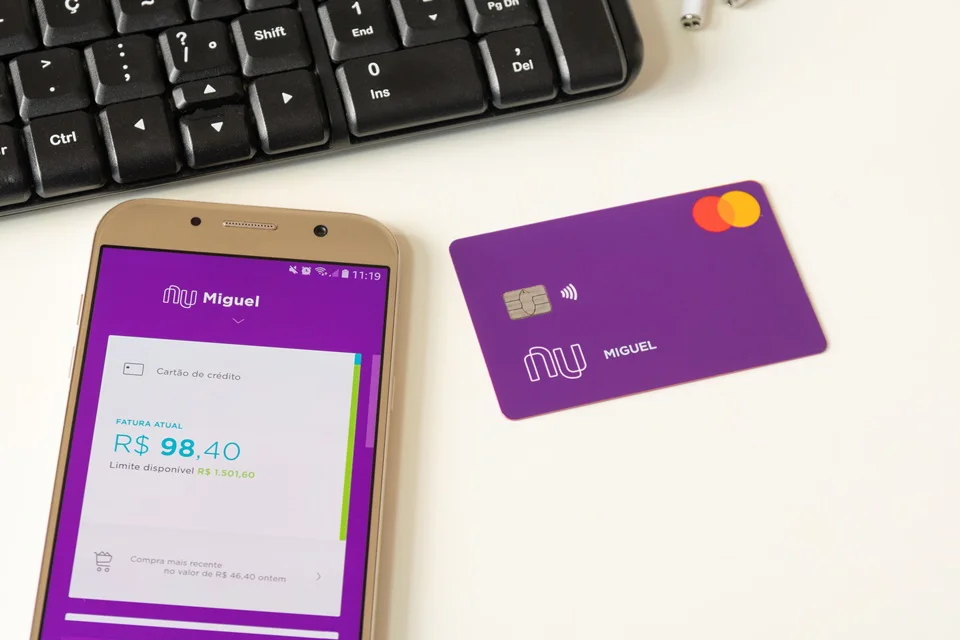 Ç
~
? / °
Shift
1
End
Pg Dn
> .
: ;
0
Ins
, Del
Ctrl
11:19
nu Miguel
Cartão de crédito
FATURA ATUAL
R$ 98,40
Limite disponível R$ 1.501,60
Compra mais recente
no valor de R$ 46,40 ontem
nu MIGUEL